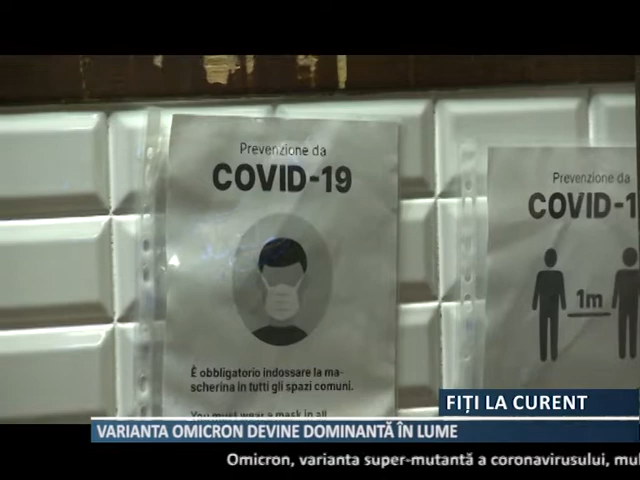 Prevenzione da
COVID-19
È obbligatorio indossare la ma-
scherina in tutti gli spazi comuni.
You must wear a mask in all
Prevenzione da
COVID-1
1m
FIȚI LA CURENT
VARIANTA OMICRON DEVINE DOMINANTĂ ÎN LUME
Omicron, varianta super-mutantă a coronavirusului, mul